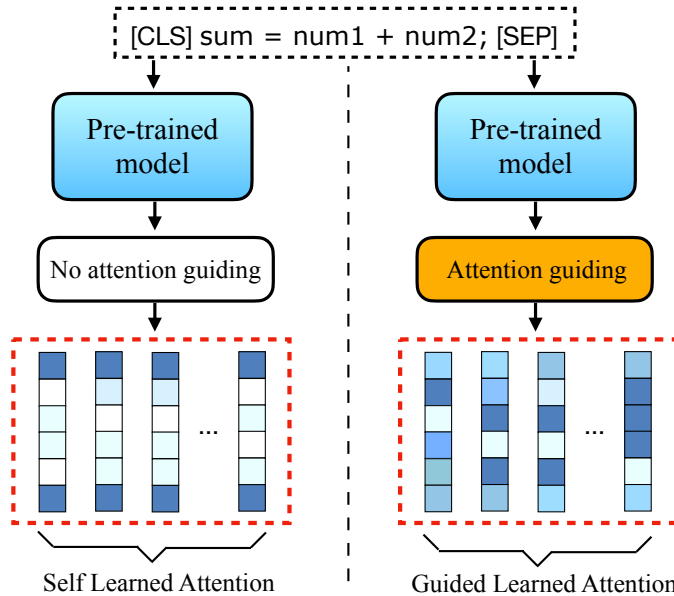 [CLS] sum = num1 + num2; [SEP]
Pre-trained
model
Pre-trained
model
No attention guiding
Attention guiding
...
...
Self Learned Attention
Guided Learned Attention